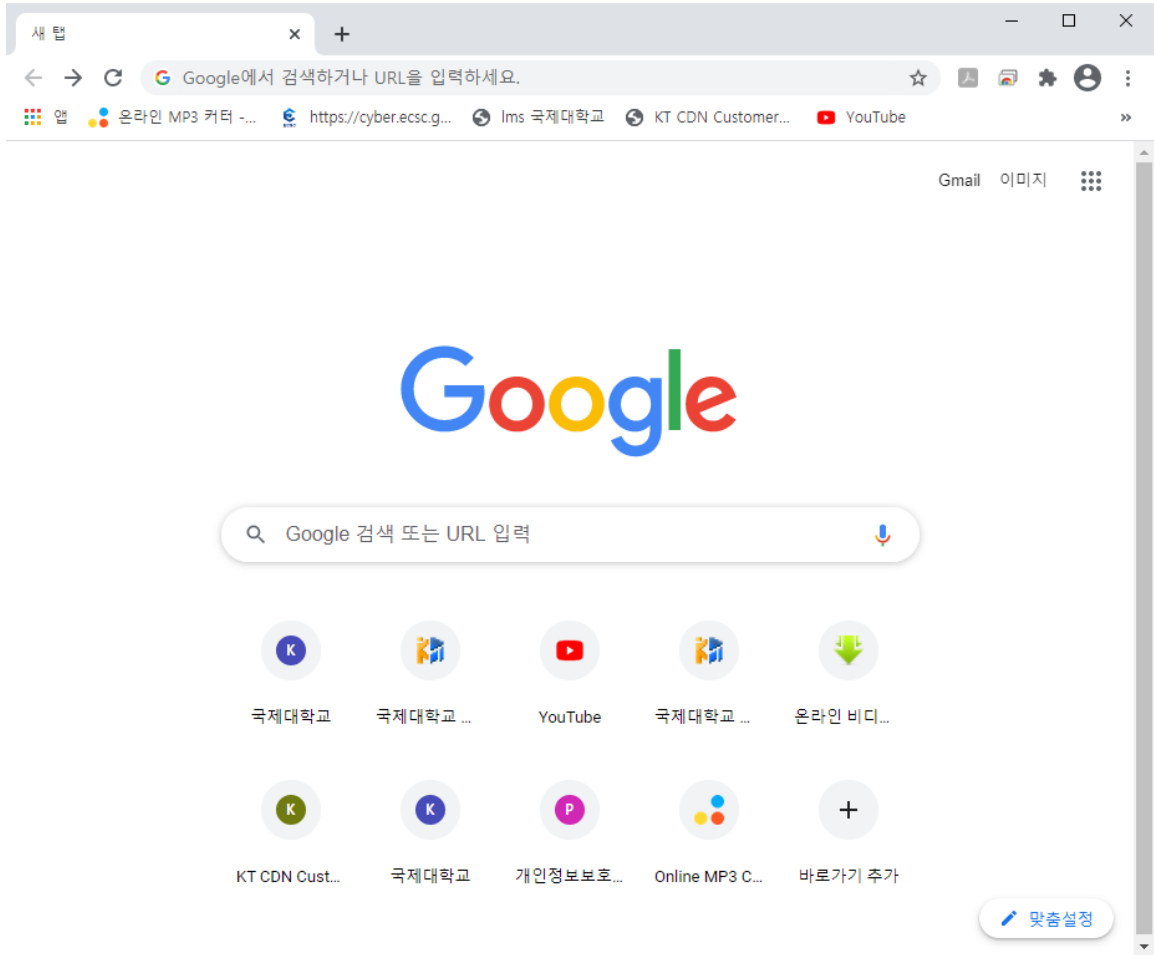 새 탭
Google에서 검색하거나 URL을 입력하세요.
앱 온라인 MP3 커터 -... https://cyber.ecsc.g... lms 국제대학교 KT CDN Customer... YouTube »
Gmail 이미지
Google
Google 검색 또는 URL 입력
K K
국제대학교 국제대학교 ... YouTube 국제대학교 ... 온라인 비디...
K K P
KT CDN Cust... 국제대학교 개인정보보호... Online MP3 C... 바로가기 추가
맞춤설정